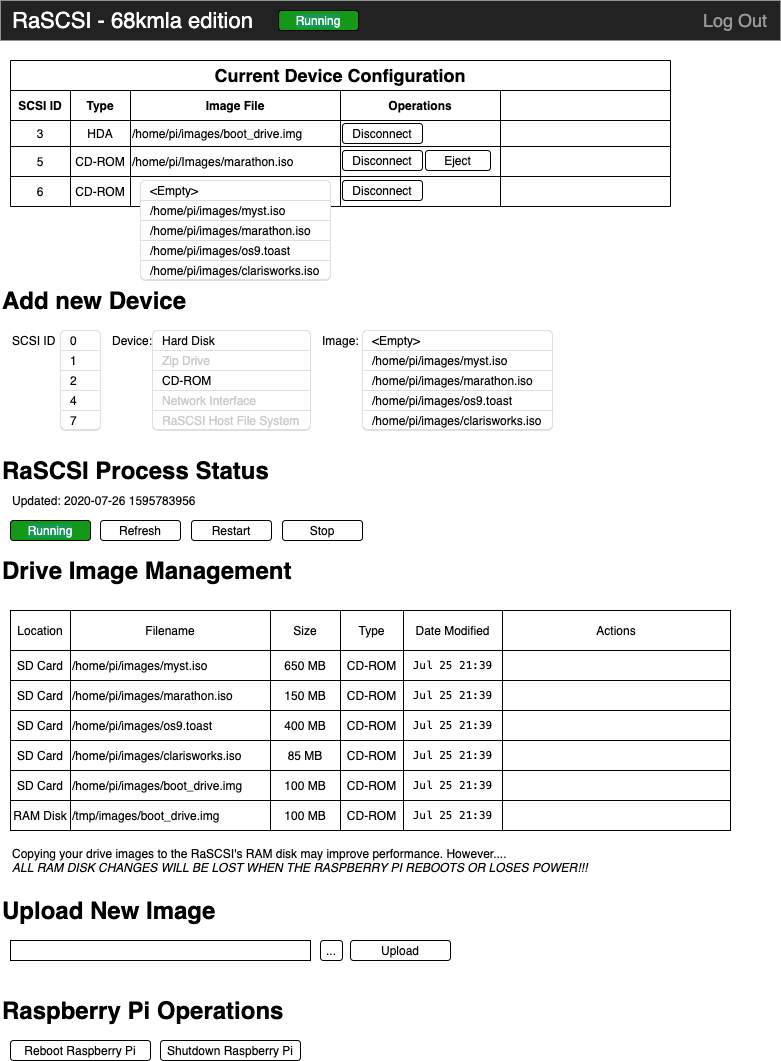 RaSCSI - 68kmla edition Running Log Out
Current Device Configuration
SCSI ID Type Image File Operations
3 HDA /home/pi/images/boot_drive.img Disconnect
5 CD-ROM /home/pi/Images/marathon.iso Disconnect Eject
6 CD-ROM <Empty> Disconnect
/home/pi/images/myst.iso
/home/pi/images/marathon.iso
/home/pi/images/os9.toast
/home/pi/images/clarisworks.iso
Add new Device
SCSI ID 0 Device: Hard Disk Image: <Empty>
1 Zip Drive /home/pi/images/myst.iso
2 CD-ROM /home/pi/images/marathon.iso
4 Network Interface /home/pi/images/os9.toast
7 RaSCSI Host File System /home/pi/images/clarisworks.iso
RaSCSI Process Status
Updated: 2020-07-26 1595783956
Running Refresh Restart Stop
Drive Image Management
Location Filename Size Type Date Modified Actions
SD Card /home/pi/images/myst.iso 650 MB CD-ROM Jul 25 21:39
SD Card /home/pi/images/marathon.iso 150 MB CD-ROM Jul 25 21:39
SD Card /home/pi/images/os9.toast 400 MB CD-ROM Jul 25 21:39
SD Card /home/pi/images/clarisworks.iso 85 MB CD-ROM Jul 25 21:39
SD Card /home/pi/images/boot_drive.img 100 MB CD-ROM Jul 25 21:39
RAM Disk /tmp/images/boot_drive.img 100 MB CD-ROM Jul 25 21:39
Copying your drive images to the RaSCSI's RAM disk may improve performance. However....
ALL RAM DISK CHANGES WILL BE LOST WHEN THE RASPBERRY PI REBOOTS OR LOSES POWER!!!
Upload New Image
... Upload
Raspberry Pi Operations
Reboot Raspberry Pi Shutdown Raspberry Pi